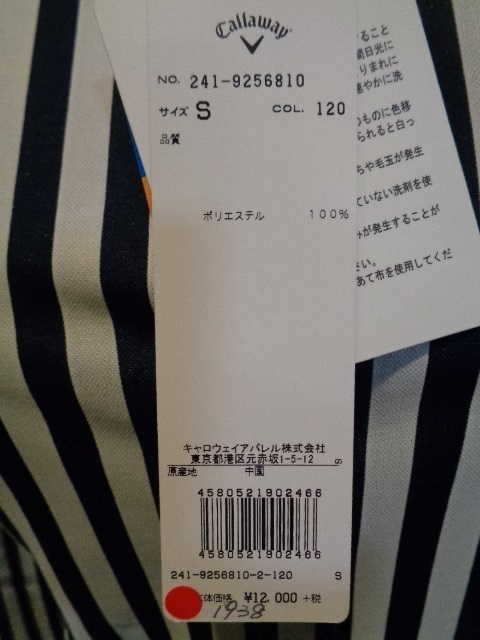 Callaway
NO. 241-9256810
サイズ S COL. 120
品質
ポリエステル 100%
キャロウェイアパレル株式会社
東京都港区元赤坂1-5-12 の
原産地 中国
4580521902466
4580521902466
241-9256810-2-120 S
体価格 ¥12,000 +税
1938
ること
間日光に
りまれに
速やかに洗
のものに色移
られると白っ
ちや毛玉が発生
ていない洗剤を使
みが発生することが
さい。
あて布を使用してくだ